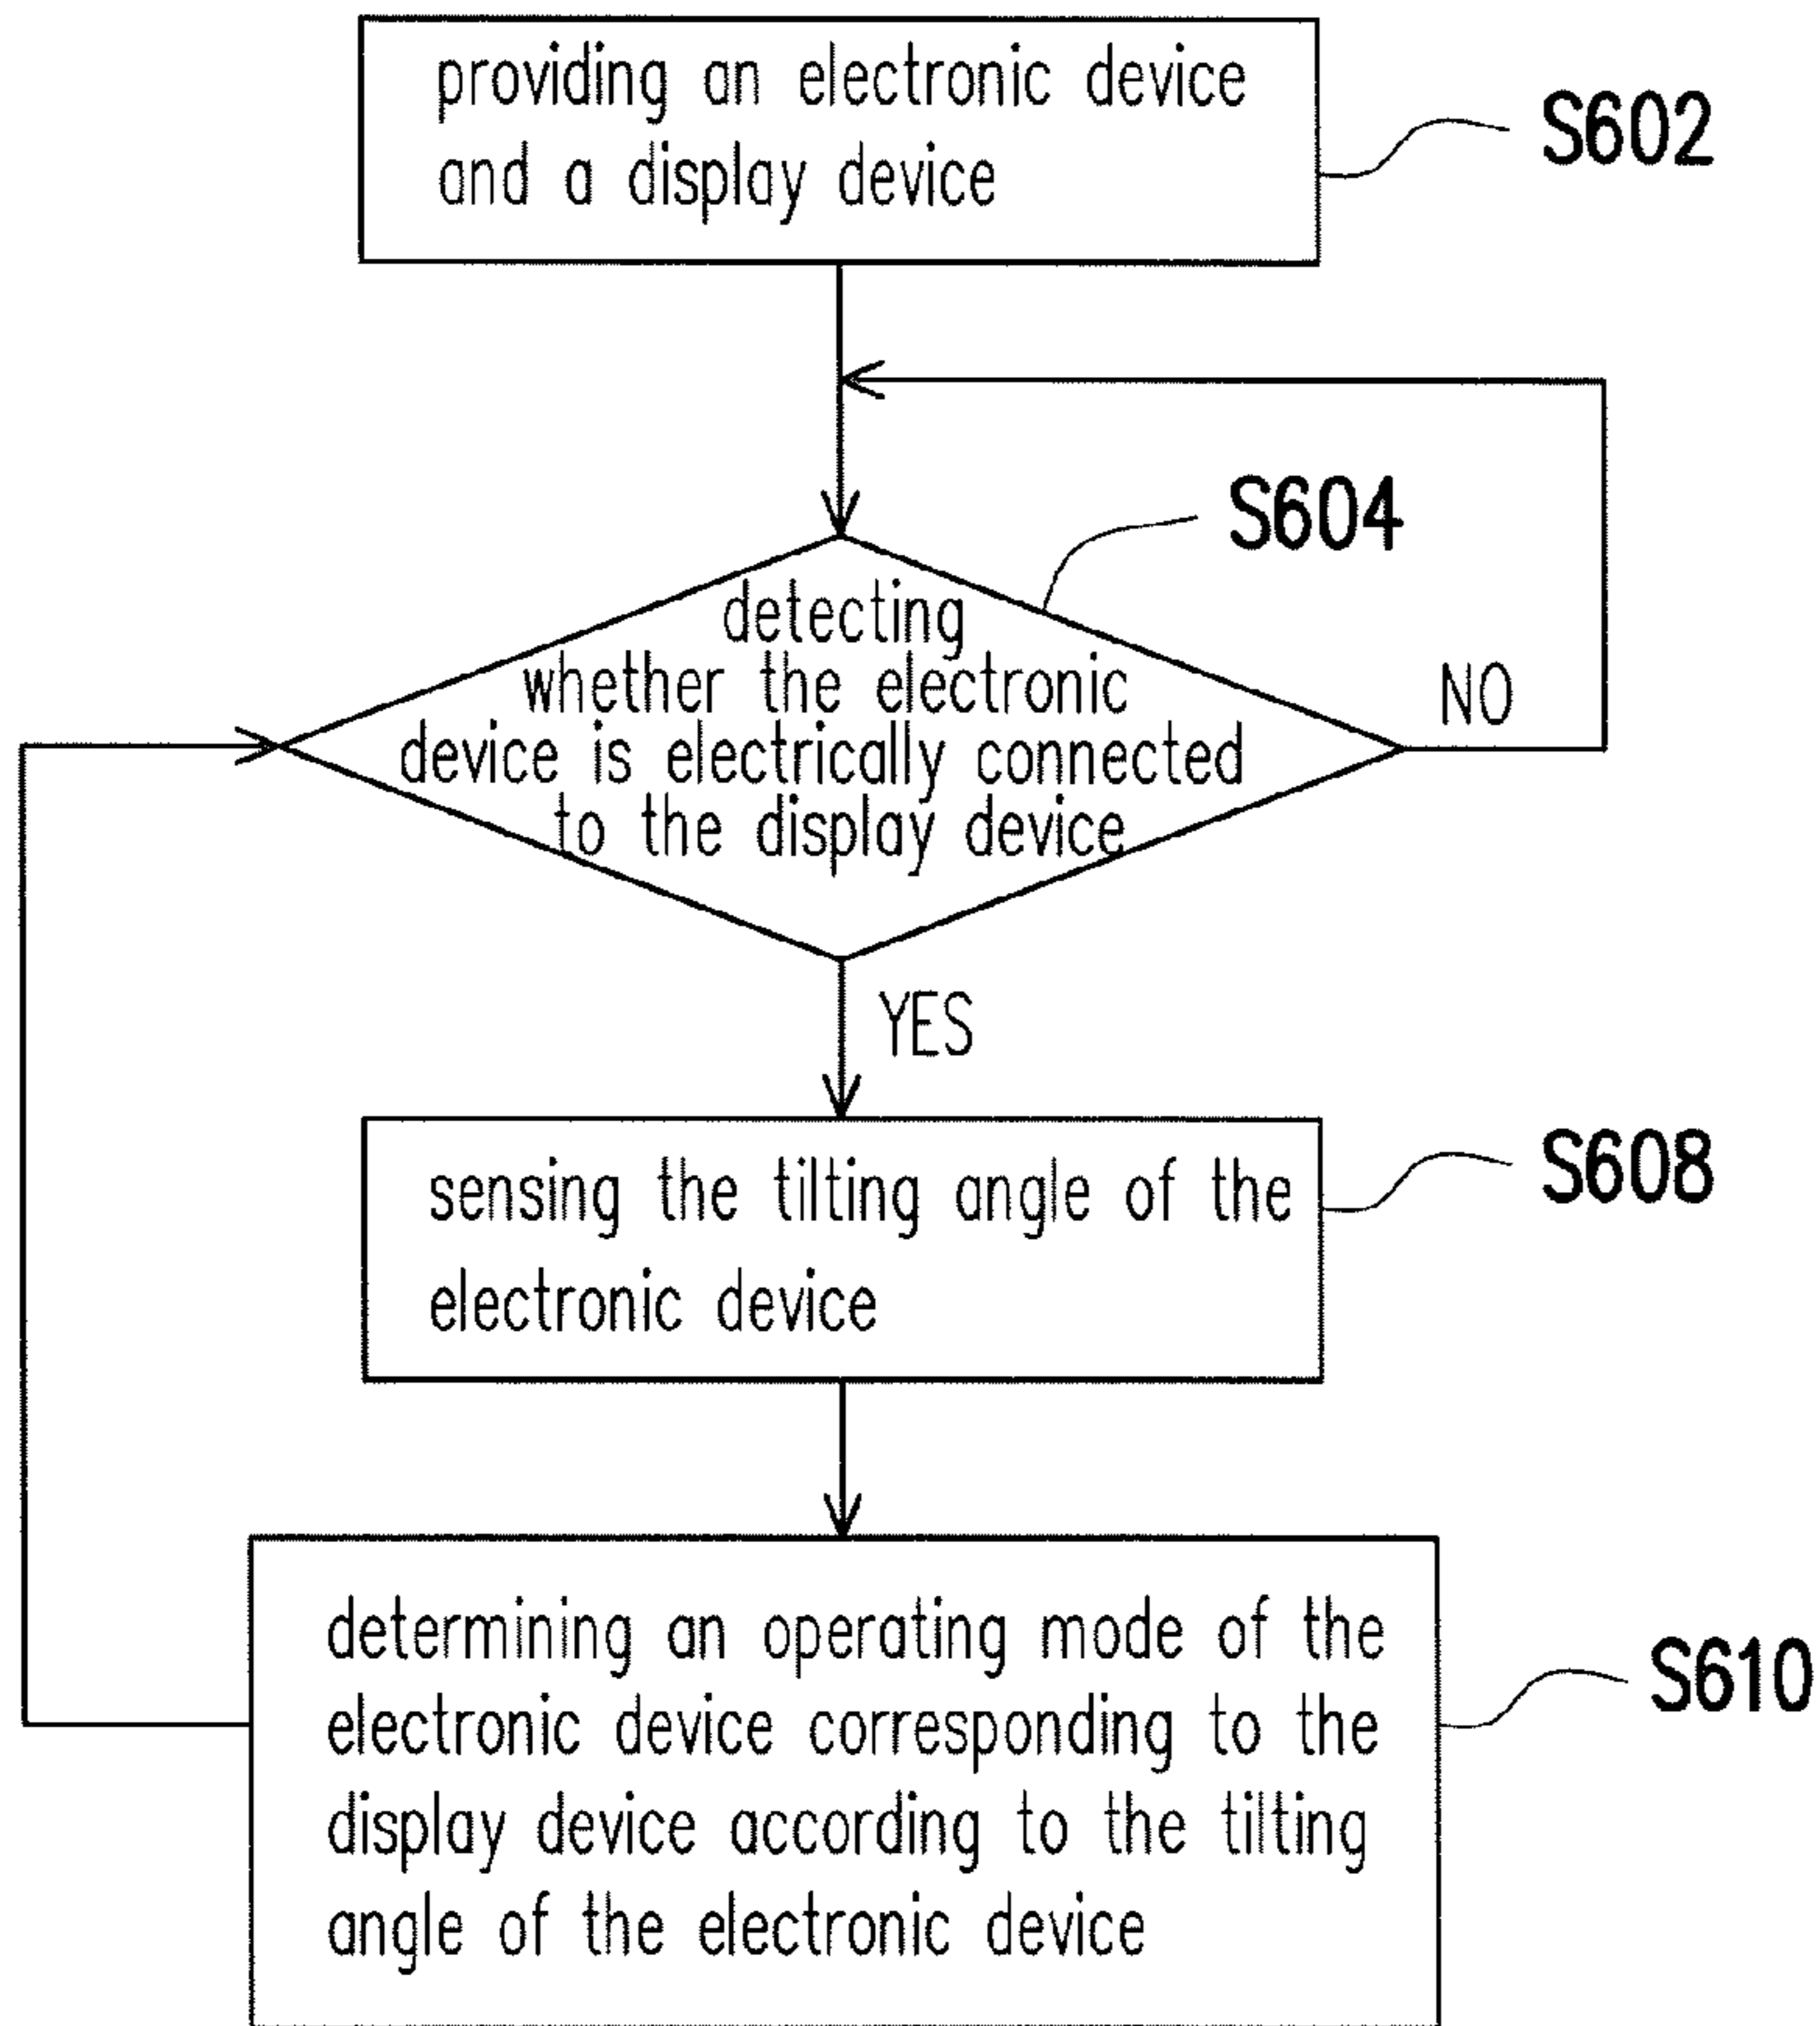 providing an electronic device
and a display device
S602
S604
detecting
whether the electronic
device is electrically connected
to the display device
NO
YES
sensing the tilting angle of the
electronic device
S608
determining an operating mode of the
electronic device corresponding to the
display device according to the tilting
angle of the electronic device
S610